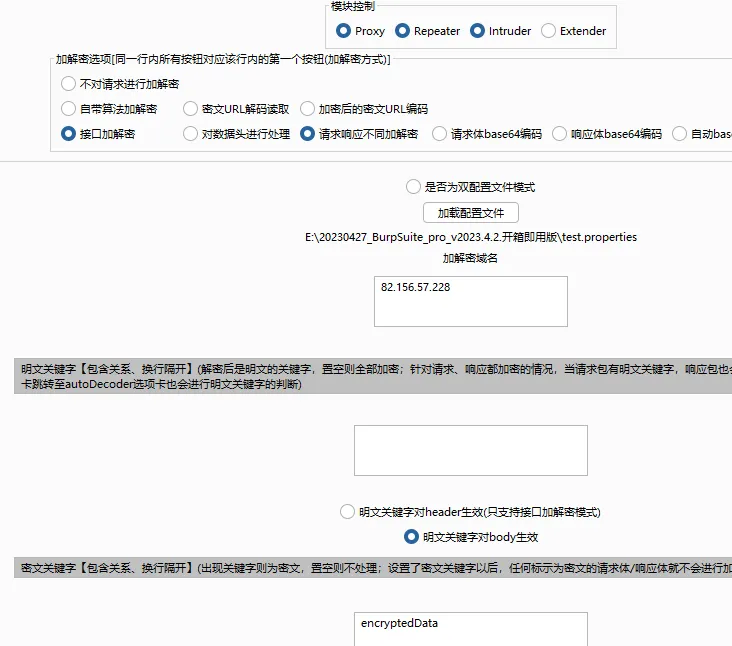 模块控制
Proxy Repeater Intruder Extender
加解密选项[同一行内所有按钮对应该行内的第一个按钮(加解密方式)]
不对请求进行加解密
自带算法加解密 密文URL解码读取 加密后的密文URL编码
接口加解密 对数据头进行处理 请求响应不同加解密 请求体base64编码 响应体base64编码 自动bas
是否为双配置文件模式
加载配置文件
E:\20230427_BurpSuite_pro_v2023.4.2.开箱即用版\test.properties
加解密域名
82.156.57.228
明文关键字【包含关系、换行隔开】(解密后是明文的关键字，置空则全部加密；针对请求、响应都加密的情况，当请求包有明文关键字，响应包也会
卡跳转至autoDecoder选项卡也会进行明文关键字的判断)
明文关键字对header生效(只支持接口加解密模式)
明文关键字对body生效
密文关键字【包含关系、换行隔开】(出现关键字则为密文，置空则不处理；设置了密文关键字以后，任何标示为密文的请求体/响应体就不会进行加
encryptedData